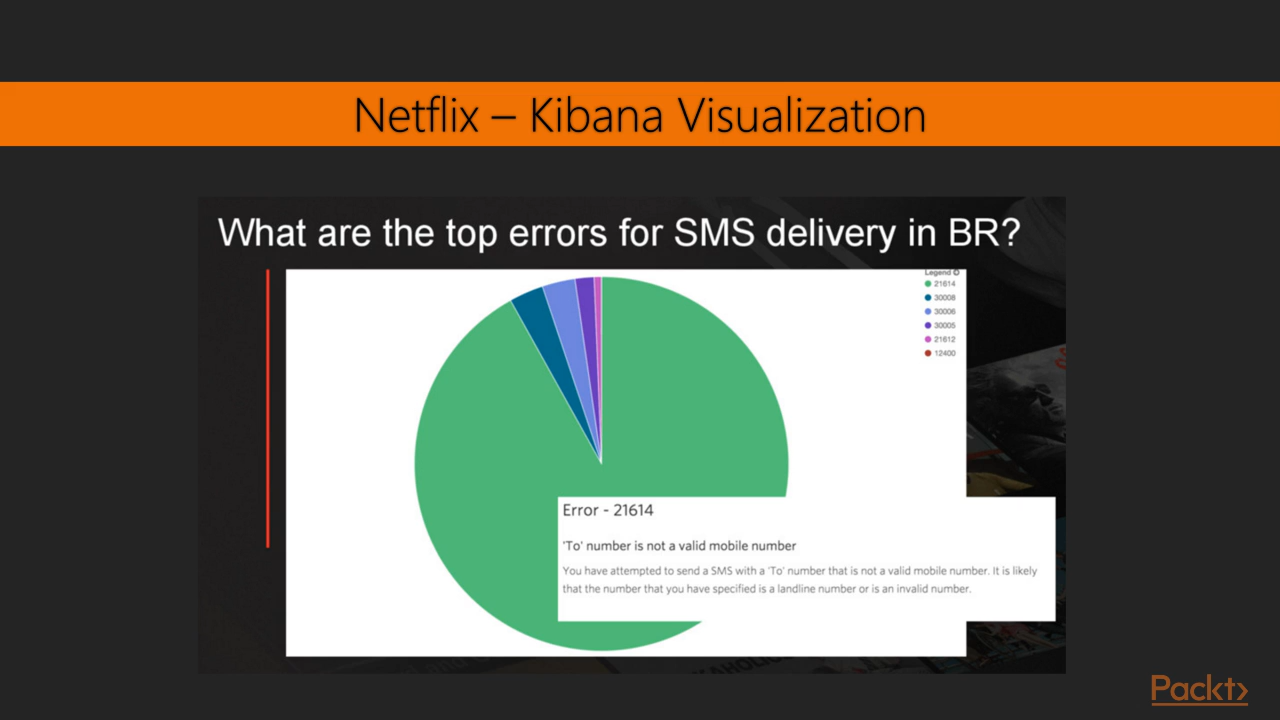 Netflix – Kibana Visualization
What are the top errors for SMS delivery in BR?
Legend
21614
30008
30006
30005
21612
12400
Error - 21614
'To' number is not a valid mobile number
You have attempted to send a SMS with a 'To' number that is not a valid mobile number. It is likely
that the number that you have specified is a landline number or is an invalid number.
Packt>